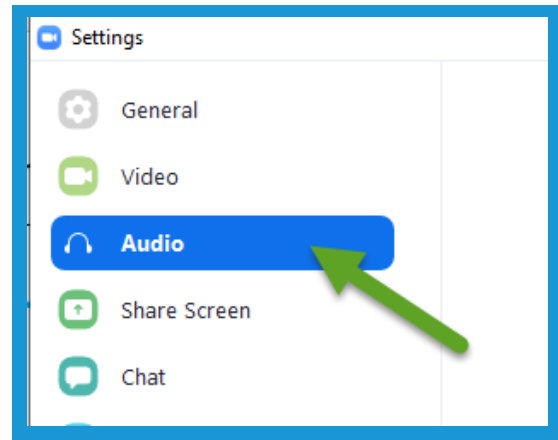 Settings
General
Video
Audio
Share Screen
Chat